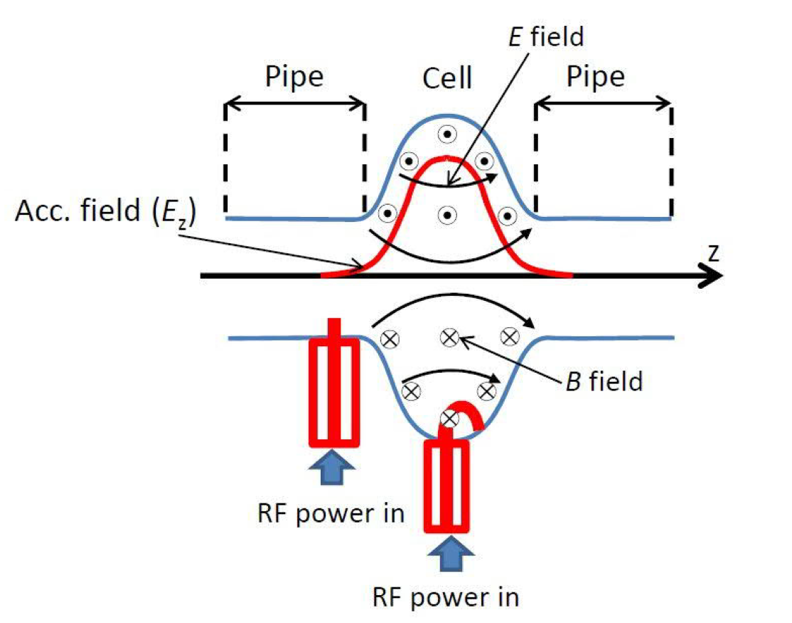 E field
Pipe
Cell
Pipe
Acc. field (Ez)
z
B field
RF power in
RF power in